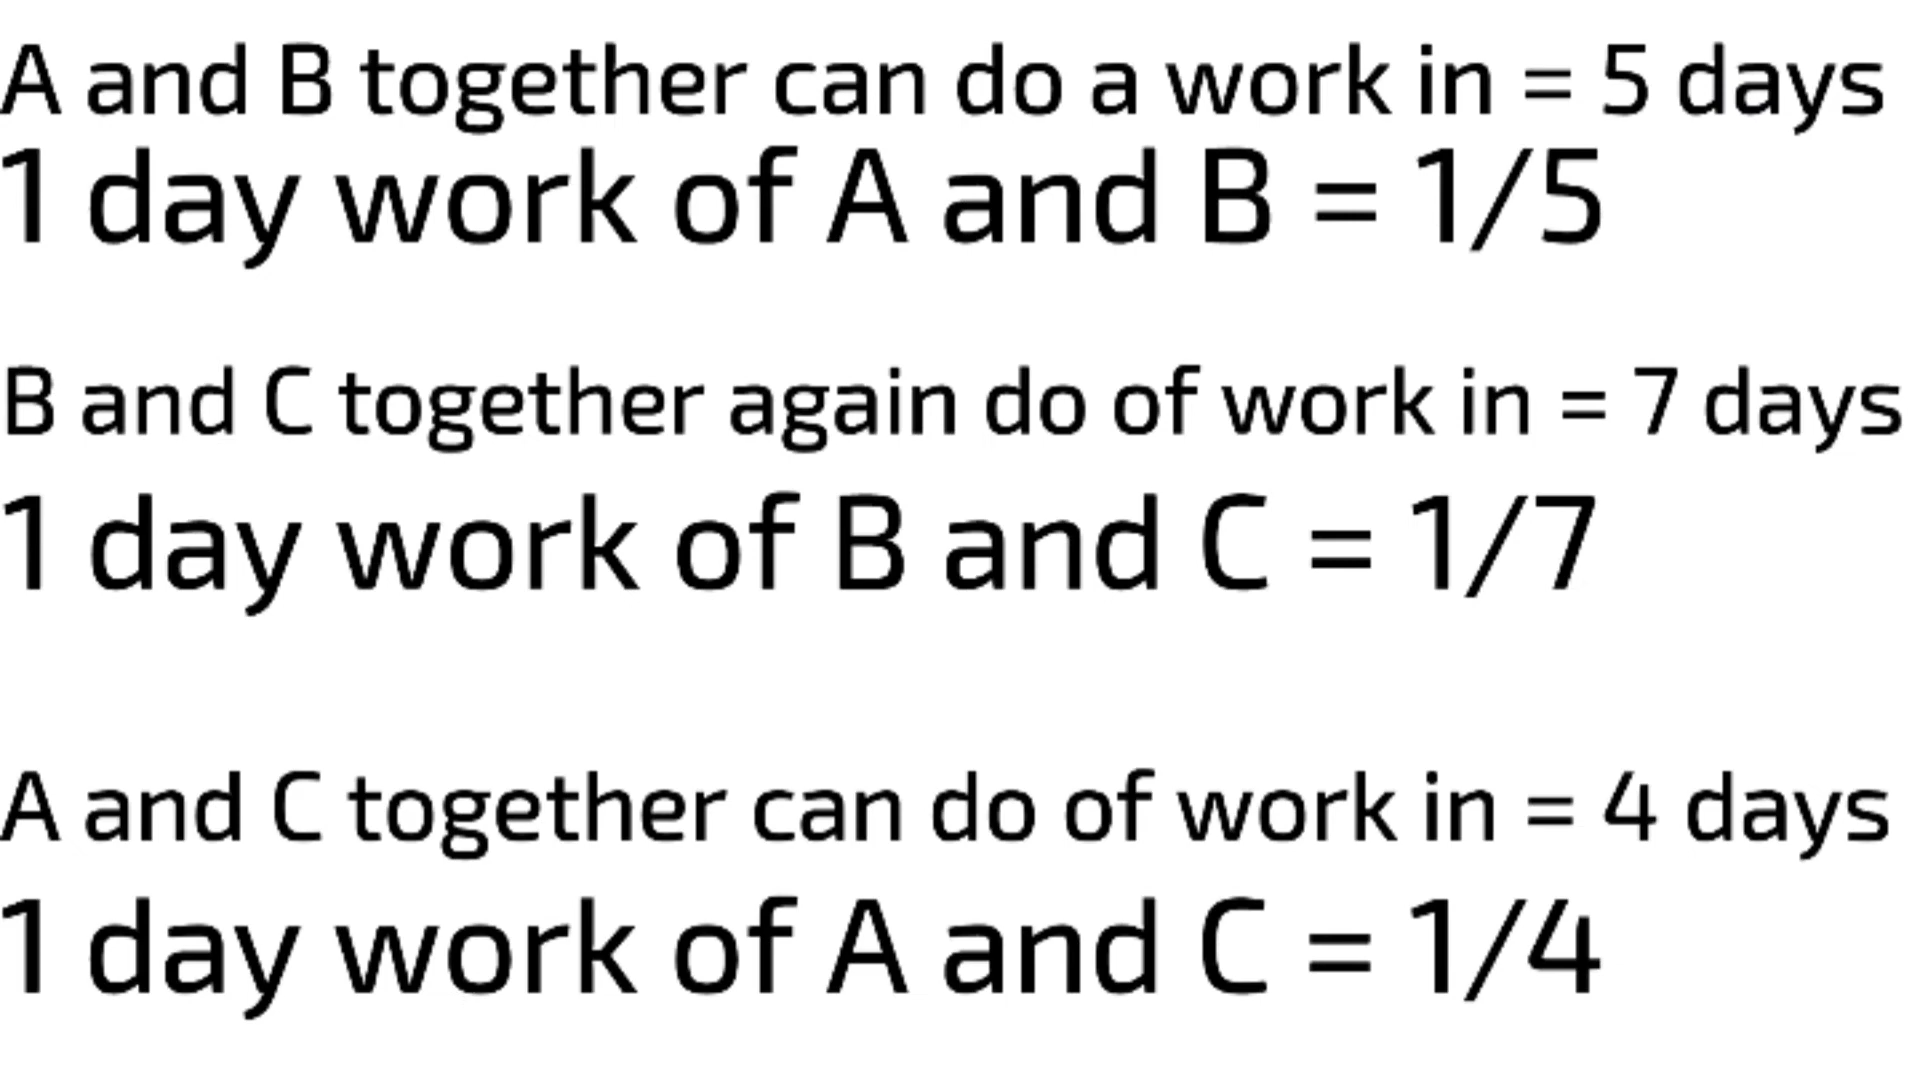 A and B together can do a work in = 5 days
1 day work of A and B = 1/5
B and C together again do of work in = 7 days
1 day work of B and C = 1/7
A and C together can do of work in = 4 days
1 day work of A and C = 1/4